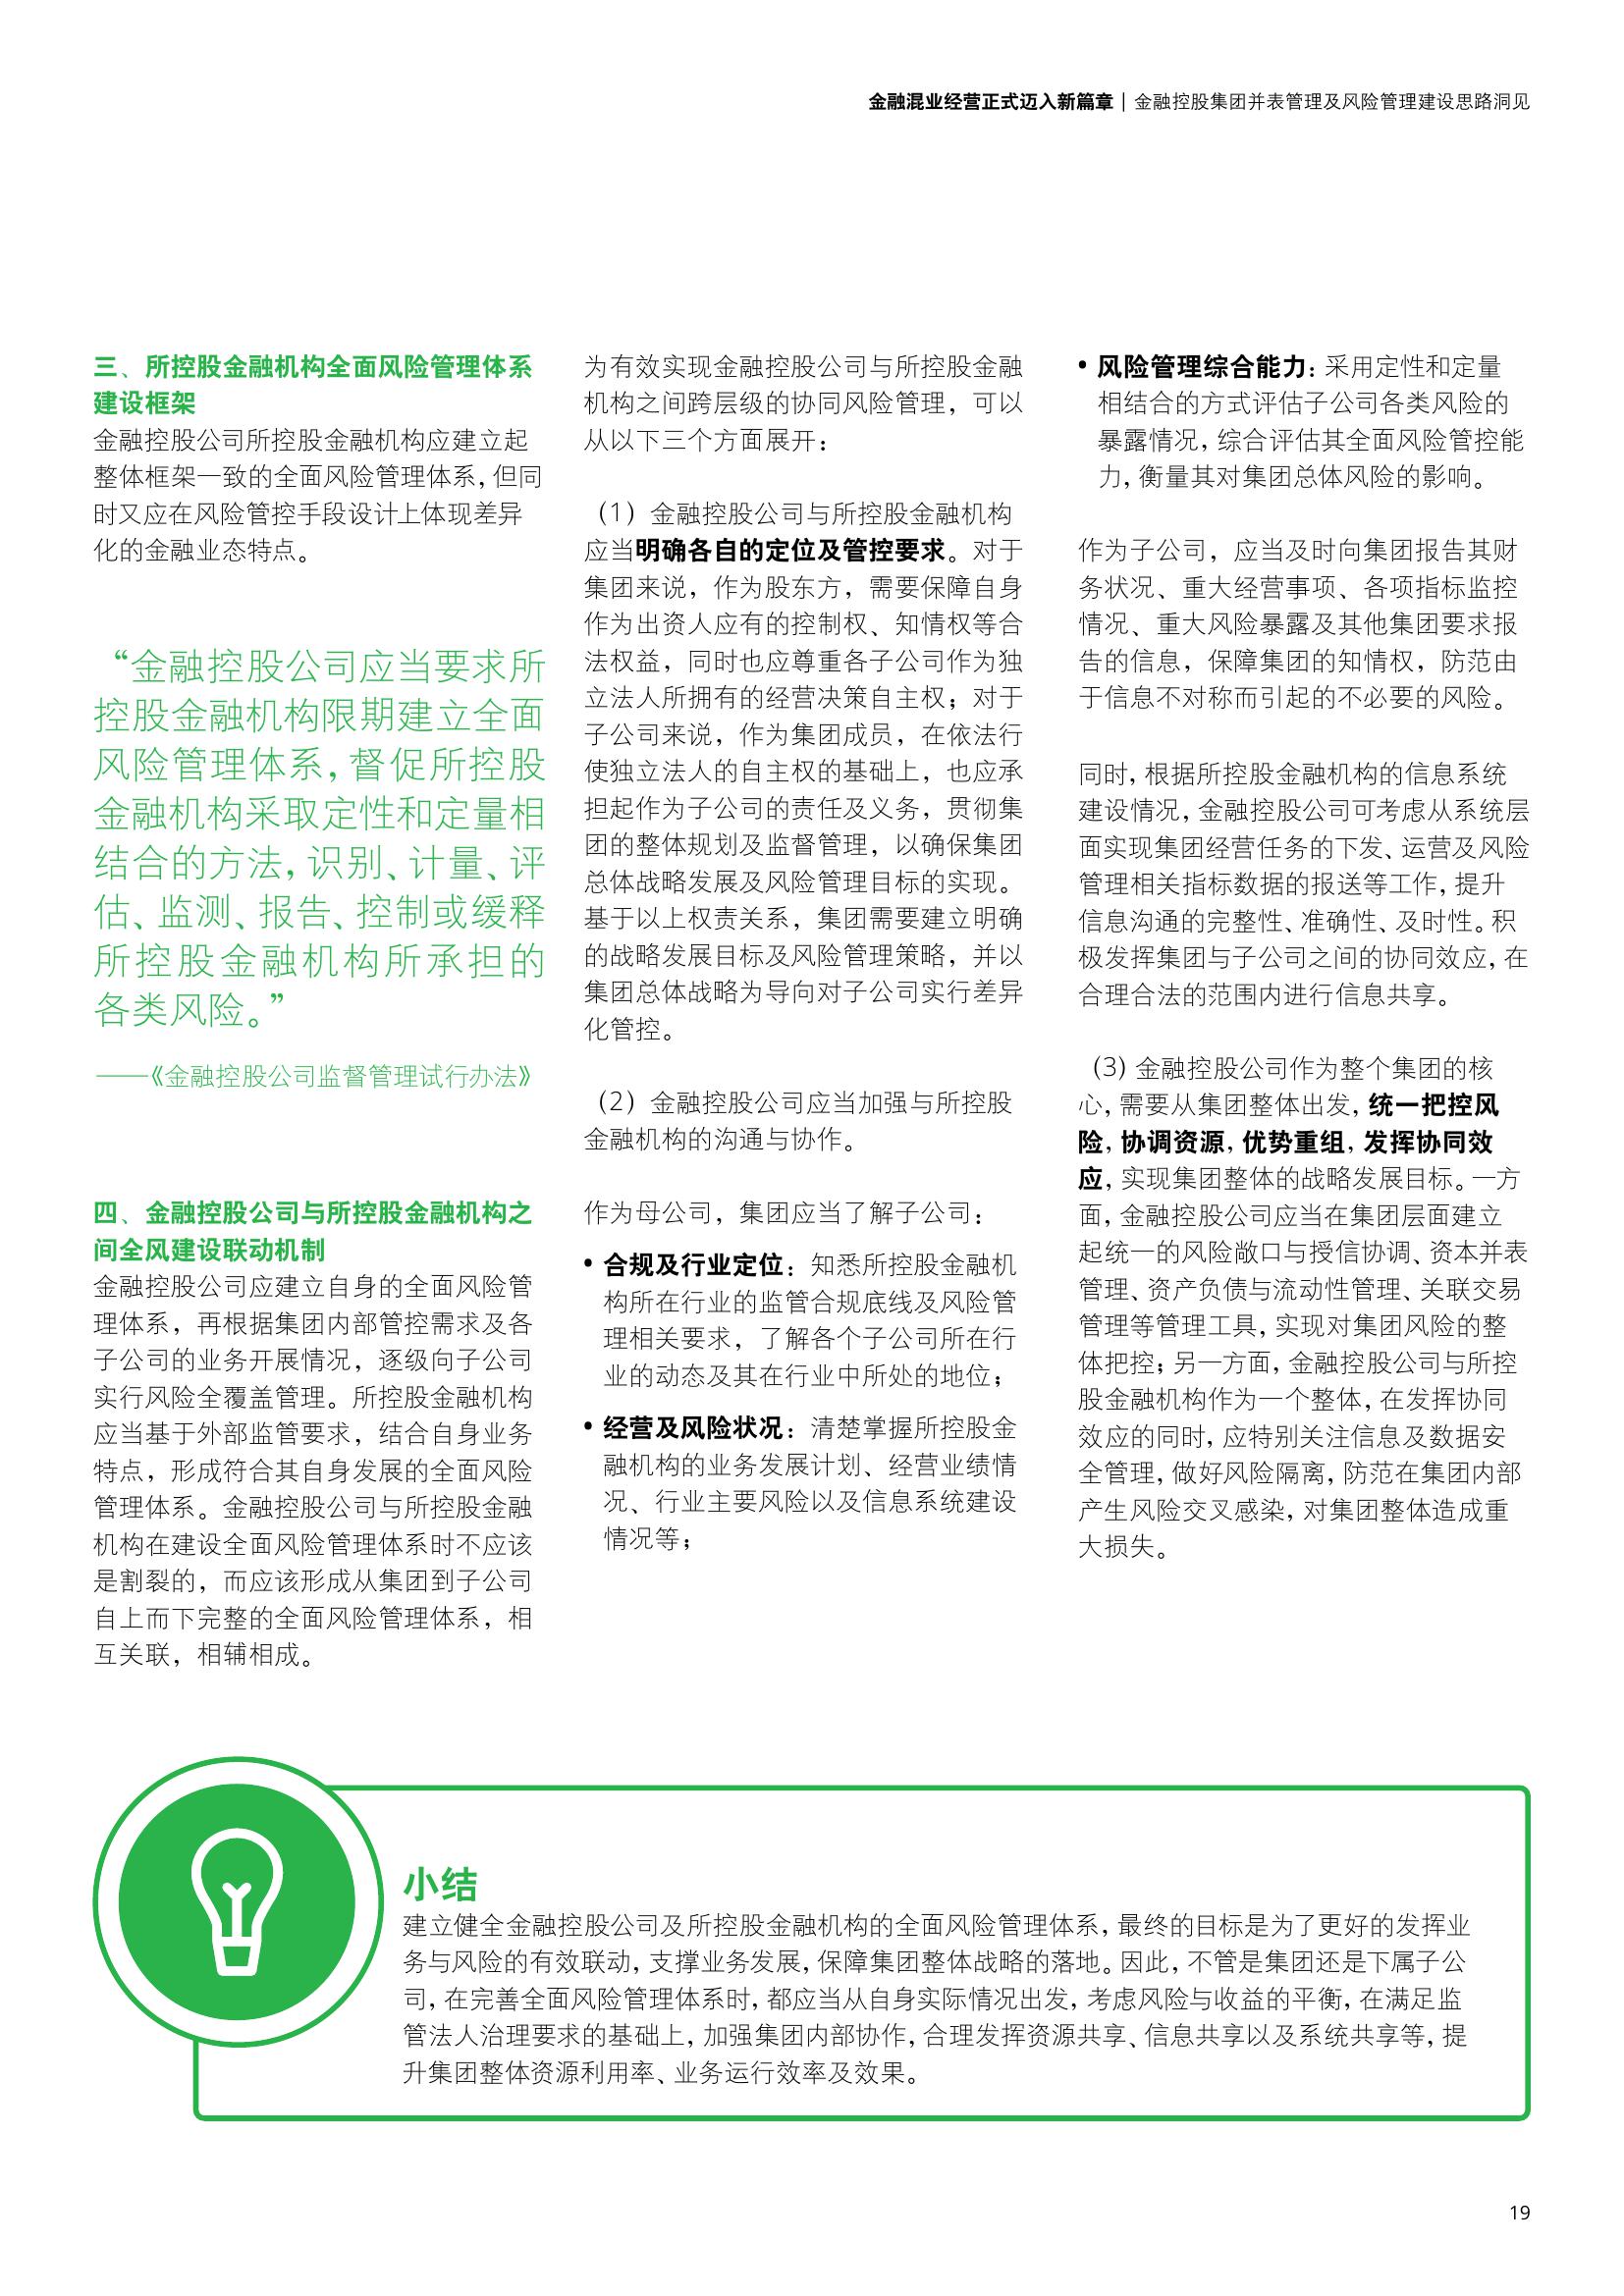 金融混业经营正式迈入新篇章 | 金融控股集团并表管理及风险管理建设思路洞见
三、所控股金融机构全面风险管理体系
建设框架
金融控股公司所控股金融机构应建立起
整体框架一致的全面风险管理体系，但同
时又应在风险管控手段设计上体现差异
化的金融业态特点。
“金融控股公司应当要求所
控股金融机构限期建立全面
风险管理体系，督促所控股
金融机构采取定性和定量相
结合的方法，识别、计量、评
估、监测、报告、控制或缓释
所控股金融机构所承担的
各类风险。”
——《金融控股公司监督管理试行办法》
四、金融控股公司与所控股金融机构之
间全风建设联动机制
金融控股公司应建立自身的全面风险管
理体系，再根据集团内部管控需求及各
子公司的业务开展情况，逐级向子公司
实行风险全覆盖管理。所控股金融机构
应当基于外部监管要求，结合自身业务
特点，形成符合其自身发展的全面风险
管理体系。金融控股公司与所控股金融
机构在建设全面风险管理体系时不应该
是割裂的，而应该形成从集团到子公司
自上而下完整的全面风险管理体系，相
互关联，相辅相成。
为有效实现金融控股公司与所控股金融
机构之间跨层级的协同风险管理，可以
从以下三个方面展开：
（1）金融控股公司与所控股金融机构
应当明确各自的定位及管控要求。对于
集团来说，作为股东方，需要保障自身
作为出资人应有的控制权、知情权等合
法权益，同时也应尊重各子公司作为独
立法人所拥有的经营决策自主权；对于
子公司来说，作为集团成员，在依法行
使独立法人的自主权的基础上，也应承
担起作为子公司的责任及义务，贯彻集
团的整体规划及监督管理，以确保集团
总体战略发展及风险管理目标的实现。
基于以上权责关系，集团需要建立明确
的战略发展目标及风险管理策略，并以
集团总体战略为导向对子公司实行差异
化管控。
（2）金融控股公司应当加强与所控股
金融机构的沟通与协作。
作为母公司，集团应当了解子公司：
• 合规及行业定位：知悉所控股金融机
构所在行业的监管合规底线及风险管
理相关要求，了解各个子公司所在行
业的动态及其在行业中所处的地位；
• 经营及风险状况：清楚掌握所控股金
融机构的业务发展计划、经营业绩情
况、行业主要风险以及信息系统建设
情况等；
• 风险管理综合能力：采用定性和定量
相结合的方式评估子公司各类风险的
暴露情况，综合评估其全面风险管控能
力，衡量其对集团总体风险的影响。
作为子公司，应当及时向集团报告其财
务状况、重大经营事项、各项指标监控
情况、重大风险暴露及其他集团要求报
告的信息，保障集团的知情权，防范由
于信息不对称而引起的不必要的风险。
同时，根据所控股金融机构的信息系统
建设情况，金融控股公司可考虑从系统层
面实现集团经营任务的下发、运营及风险
管理相关指标数据的报送等工作，提升
信息沟通的完整性、准确性、及时性。积
极发挥集团与子公司之间的协同效应，在
合理合法的范围内进行信息共享。
（3）金融控股公司作为整个集团的核
心，需要从集团整体出发，统一把控风
险，协调资源，优势重组，发挥协同效
应，实现集团整体的战略发展目标。一方
面，金融控股公司应当在集团层面建立
起统一的风险敞口与授信协调、资本并表
管理、资产负债与流动性管理、关联交易
管理等管理工具，实现对集团风险的整
体把控；另一方面，金融控股公司与所控
股金融机构作为一个整体，在发挥协同
效应的同时，应特别关注信息及数据安
全管理，做好风险隔离，防范在集团内部
产生风险交叉感染，对集团整体造成重
大损失。
小结
建立健全金融控股公司及所控股金融机构的全面风险管理体系，最终的目标是为了更好的发挥业
务与风险的有效联动，支撑业务发展，保障集团整体战略的落地。因此，不管是集团还是下属子公
司，在完善全面风险管理体系时，都应当从自身实际情况出发，考虑风险与收益的平衡，在满足监
管法人治理要求的基础上，加强集团内部协作，合理发挥资源共享、信息共享以及系统共享等，提
升集团整体资源利用率、业务运行效率及效果。
19